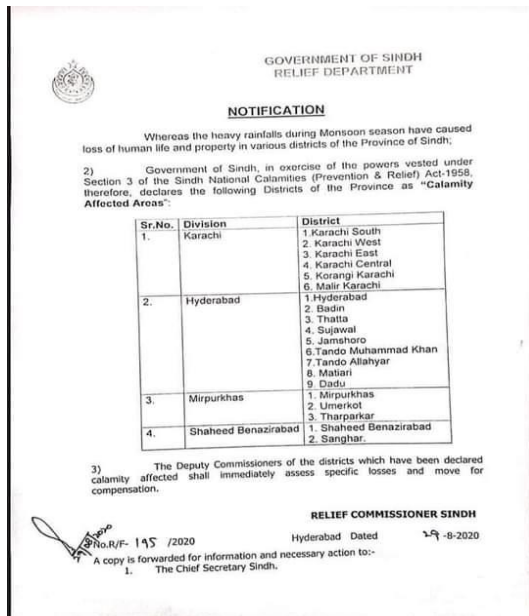 GOVERNMENT OF SINDH
RELIEF DEPARTMENT
NOTIFICATION
Whereas the heavy rainfalls during Monsoon season have caused
loss of human life and property in various districts of the Province of Sindh;
2) Government of Sindh, in exercise of the powers vested under
Section 3 of the Sindh National Calamities (Prevention & Relief) Act-1958,
therefore, declares the following Districts of the Province as “Calamity
Affected Areas”:
Sr.No. Division District
1. Karachi 1.Karachi South
2. Karachi West
3. Karachi East
4. Karachi Central
5. Korangi Karachi
6. Malir Karachi
2. Hyderabad 1.Hyderabad
2. Badin
3. Thatta
4. Sujawal
5. Jamshoro
6.Tando Muhammad Khan
7.Tando Allahyar
8. Matiari
9. Dadu
3. Mirpurkhas 1. Mirpurkhas
2. Umerkot
3. Tharparkar
4. Shaheed Benazirabad 1. Shaheed Benazirabad
2. Sanghar.
3) The Deputy Commissioners of the districts which have been declared
calamity affected shall immediately assess specific losses and move for
compensation.
RELIEF COMMISSIONER SINDH
No.R/F- 195 /2020 Hyderabad Dated 29 -8-2020
A copy is forwarded for information and necessary action to:-
1. The Chief Secretary Sindh.